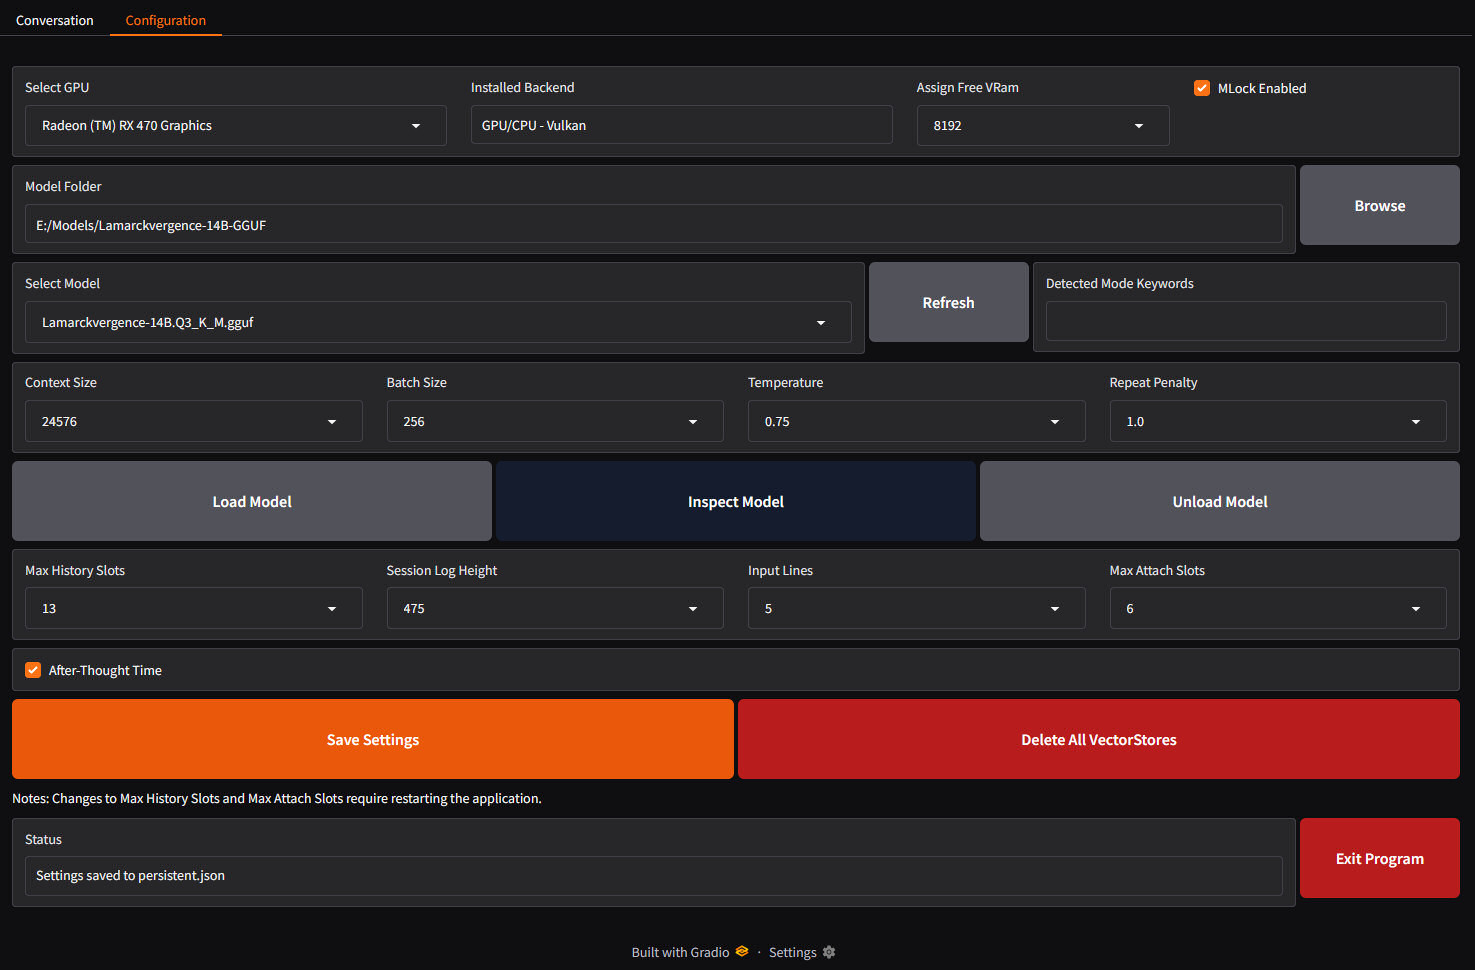 Conversation Configuration
Select GPU Installed Backend Assign Free VRam MLock Enabled
Radeon (TM) RX 470 Graphics GPU/CPU - Vulkan 8192
Model Folder
E:/Models/Lamarckvergence-14B-GGUF
Browse
Select Model
Lamarckvergence-14B.Q3_K_M.gguf
Refresh
Detected Mode Keywords
Context Size Batch Size Temperature Repeat Penalty
24576 256 0.75 1.0
Load Model Inspect Model Unload Model
Max History Slots Session Log Height Input Lines Max Attach Slots
13 475 5 6
After-Thought Time
Save Settings Delete All VectorStores
Notes: Changes to Max History Slots and Max Attach Slots require restarting the application.
Status
Settings saved to persistent.json
Exit Program
Built with Gradio · Settings